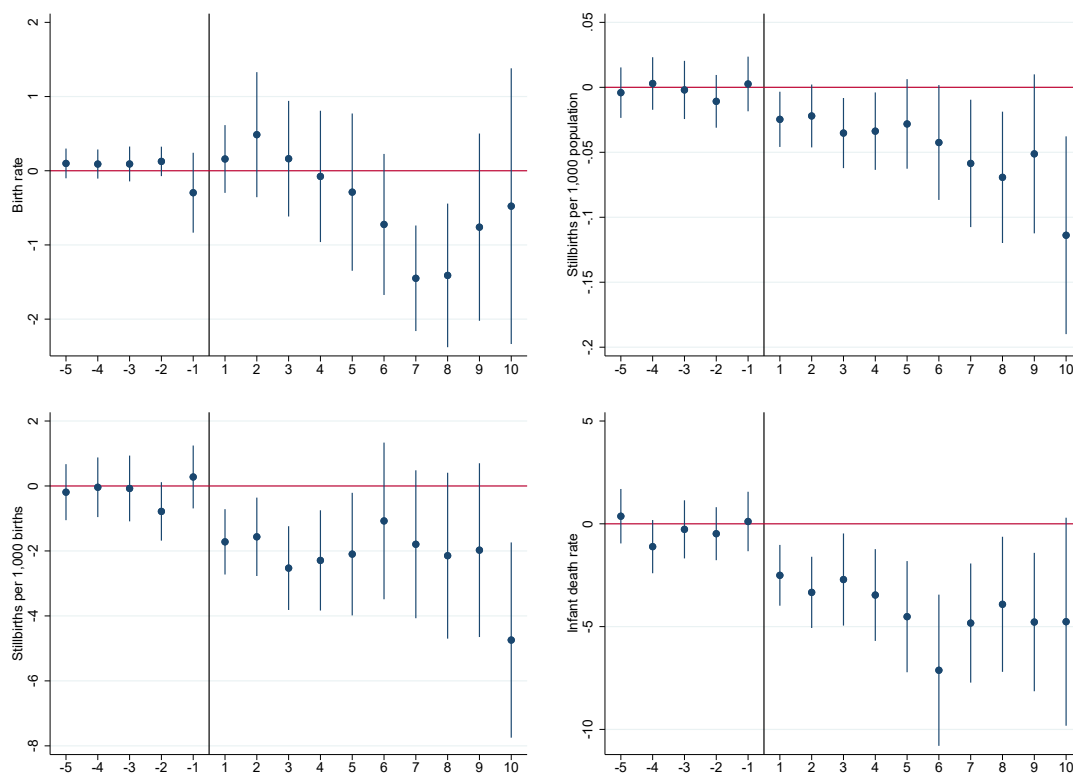 Birth rate
2
1
0
-1
-2
-5 -4 -3 -2 -1 1 2 3 4 5 6 7 8 9 10
Stillbirths per 1,000 population
.05
0
-.05
-.1
-.15
-.2
-5 -4 -3 -2 -1 1 2 3 4 5 6 7 8 9 10
Stillbirths per 1,000 births
2
0
-2
-4
-6
-8
-5 -4 -3 -2 -1 1 2 3 4 5 6 7 8 9 10
Infant death rate
5
0
-5
-10
-5 -4 -3 -2 -1 1 2 3 4 5 6 7 8 9 10